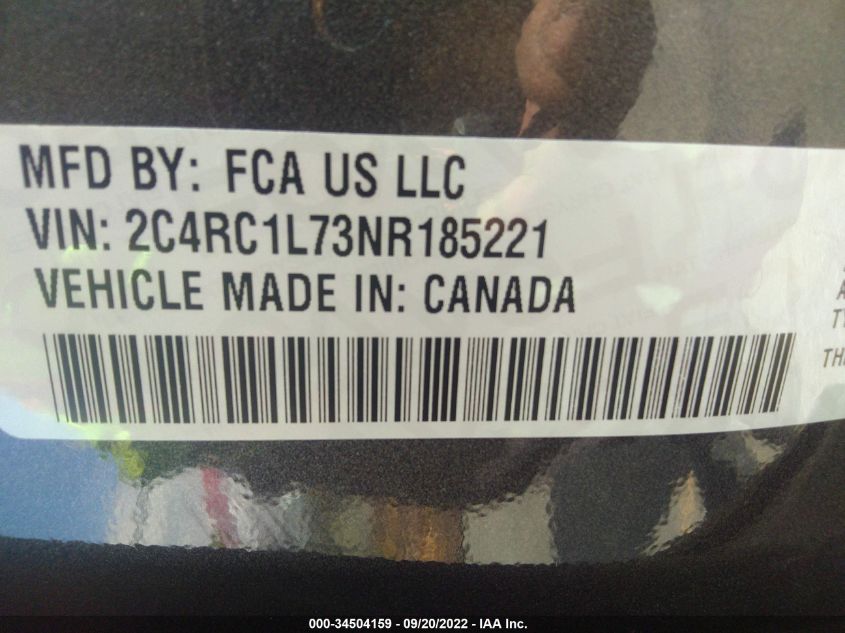 MFD BY: FCA US LLC
VIN: 2C4RC1L73NR185221
VEHICLE MADE IN: CANADA
000-34504159 - 09/20/2022 - IAA Inc.